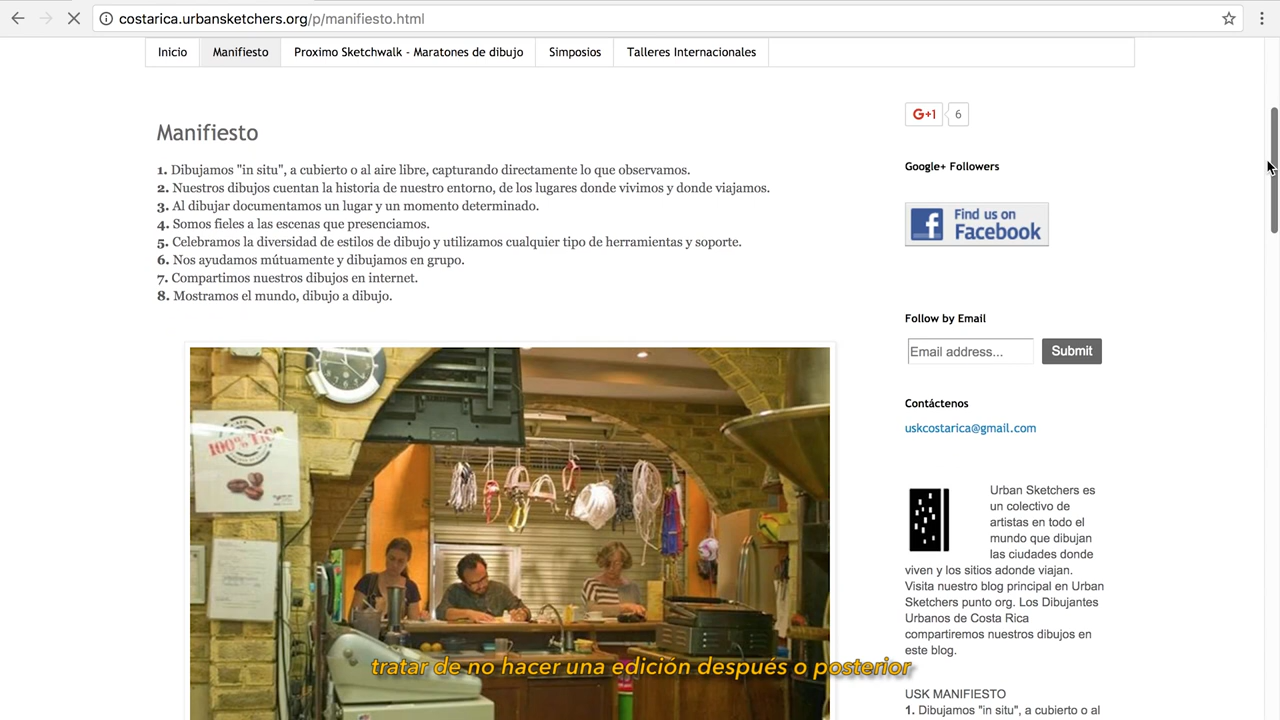 costarica.urbansketchers.org/p/manifiesto.html
Inicio
Manifiesto
Proximo Sketchwalk - Maratones de dibujo
Simposios
Talleres Internacionales
Manifiesto
1. Dibujamos "in situ", a cubierto o al aire libre, capturando directamente lo que observamos.
2. Nuestros dibujos cuentan la historia de nuestro entorno, de los lugares donde vivimos y donde viajamos.
3. Al dibujar documentamos un lugar y un momento determinado.
4. Somos fieles a las escenas que presenciamos.
5. Celebramos la diversidad de estilos de dibujo y utilizamos cualquier tipo de herramientas y soporte.
6. Nos ayudamos mútuamente y dibujamos en grupo.
7. Compartimos nuestros dibujos en internet.
8. Mostramos el mundo, dibujo a dibujo.
100% TICO
tratar de no hacer una edición después o posterior
G+1
6
Google+ Followers
Find us on
Facebook
Follow by Email
Email address...
Submit
Contáctenos
uskcostarica@gmail.com
Urban Sketchers es
un colectivo de
artistas en todo el
mundo que dibujan
las ciudades donde
viven y los sitios adonde viajan.
Visita nuestro blog principal en Urban
Sketchers punto org. Los Dibujantes
Urbanos de Costa Rica
compartiremos nuestros dibujos en
este blog.
USK MANIFIESTO
1. Dibujamos "in situ", a cubierto o al